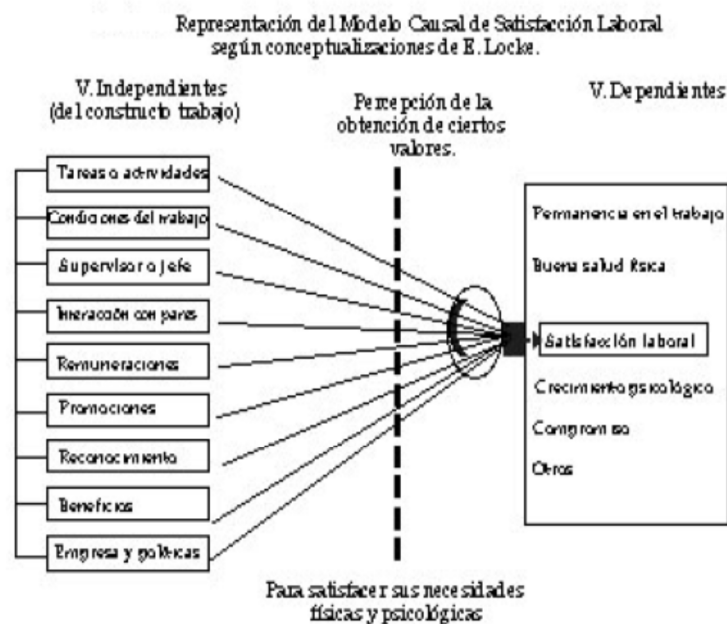 Representación del Modelo Causal de Satisfacción Laboral
según conceptualizaciones de E. Locke.
V. Independientes
(del constructo trabajo)
Percepción de la
obtención de ciertos
valores.
V. Dependientes
Tareas o actividades
Condiciones del trabajo
Supervisor o Jefe
Interacción con pares
Remuneraciones
Promociones
Reconocimiento
Beneficios
Empresa y políticas
Permanencia en el trabajo
Buena salud física
Satisfacción laboral
Crecimiento psicológico
Compromiso
Otros
Para satisfacer sus necesidades
físicas y psicológicas